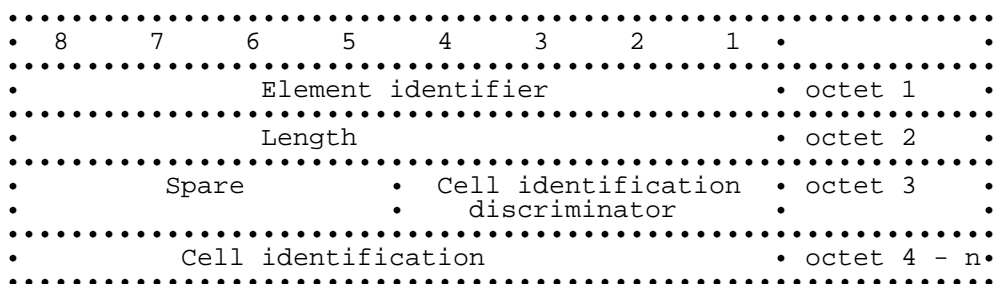 8 7 6 5 4 3 2 1
Element identifier octet 1
Length octet 2
Spare Cell identification octet 3
discriminator
Cell identification octet 4 - n